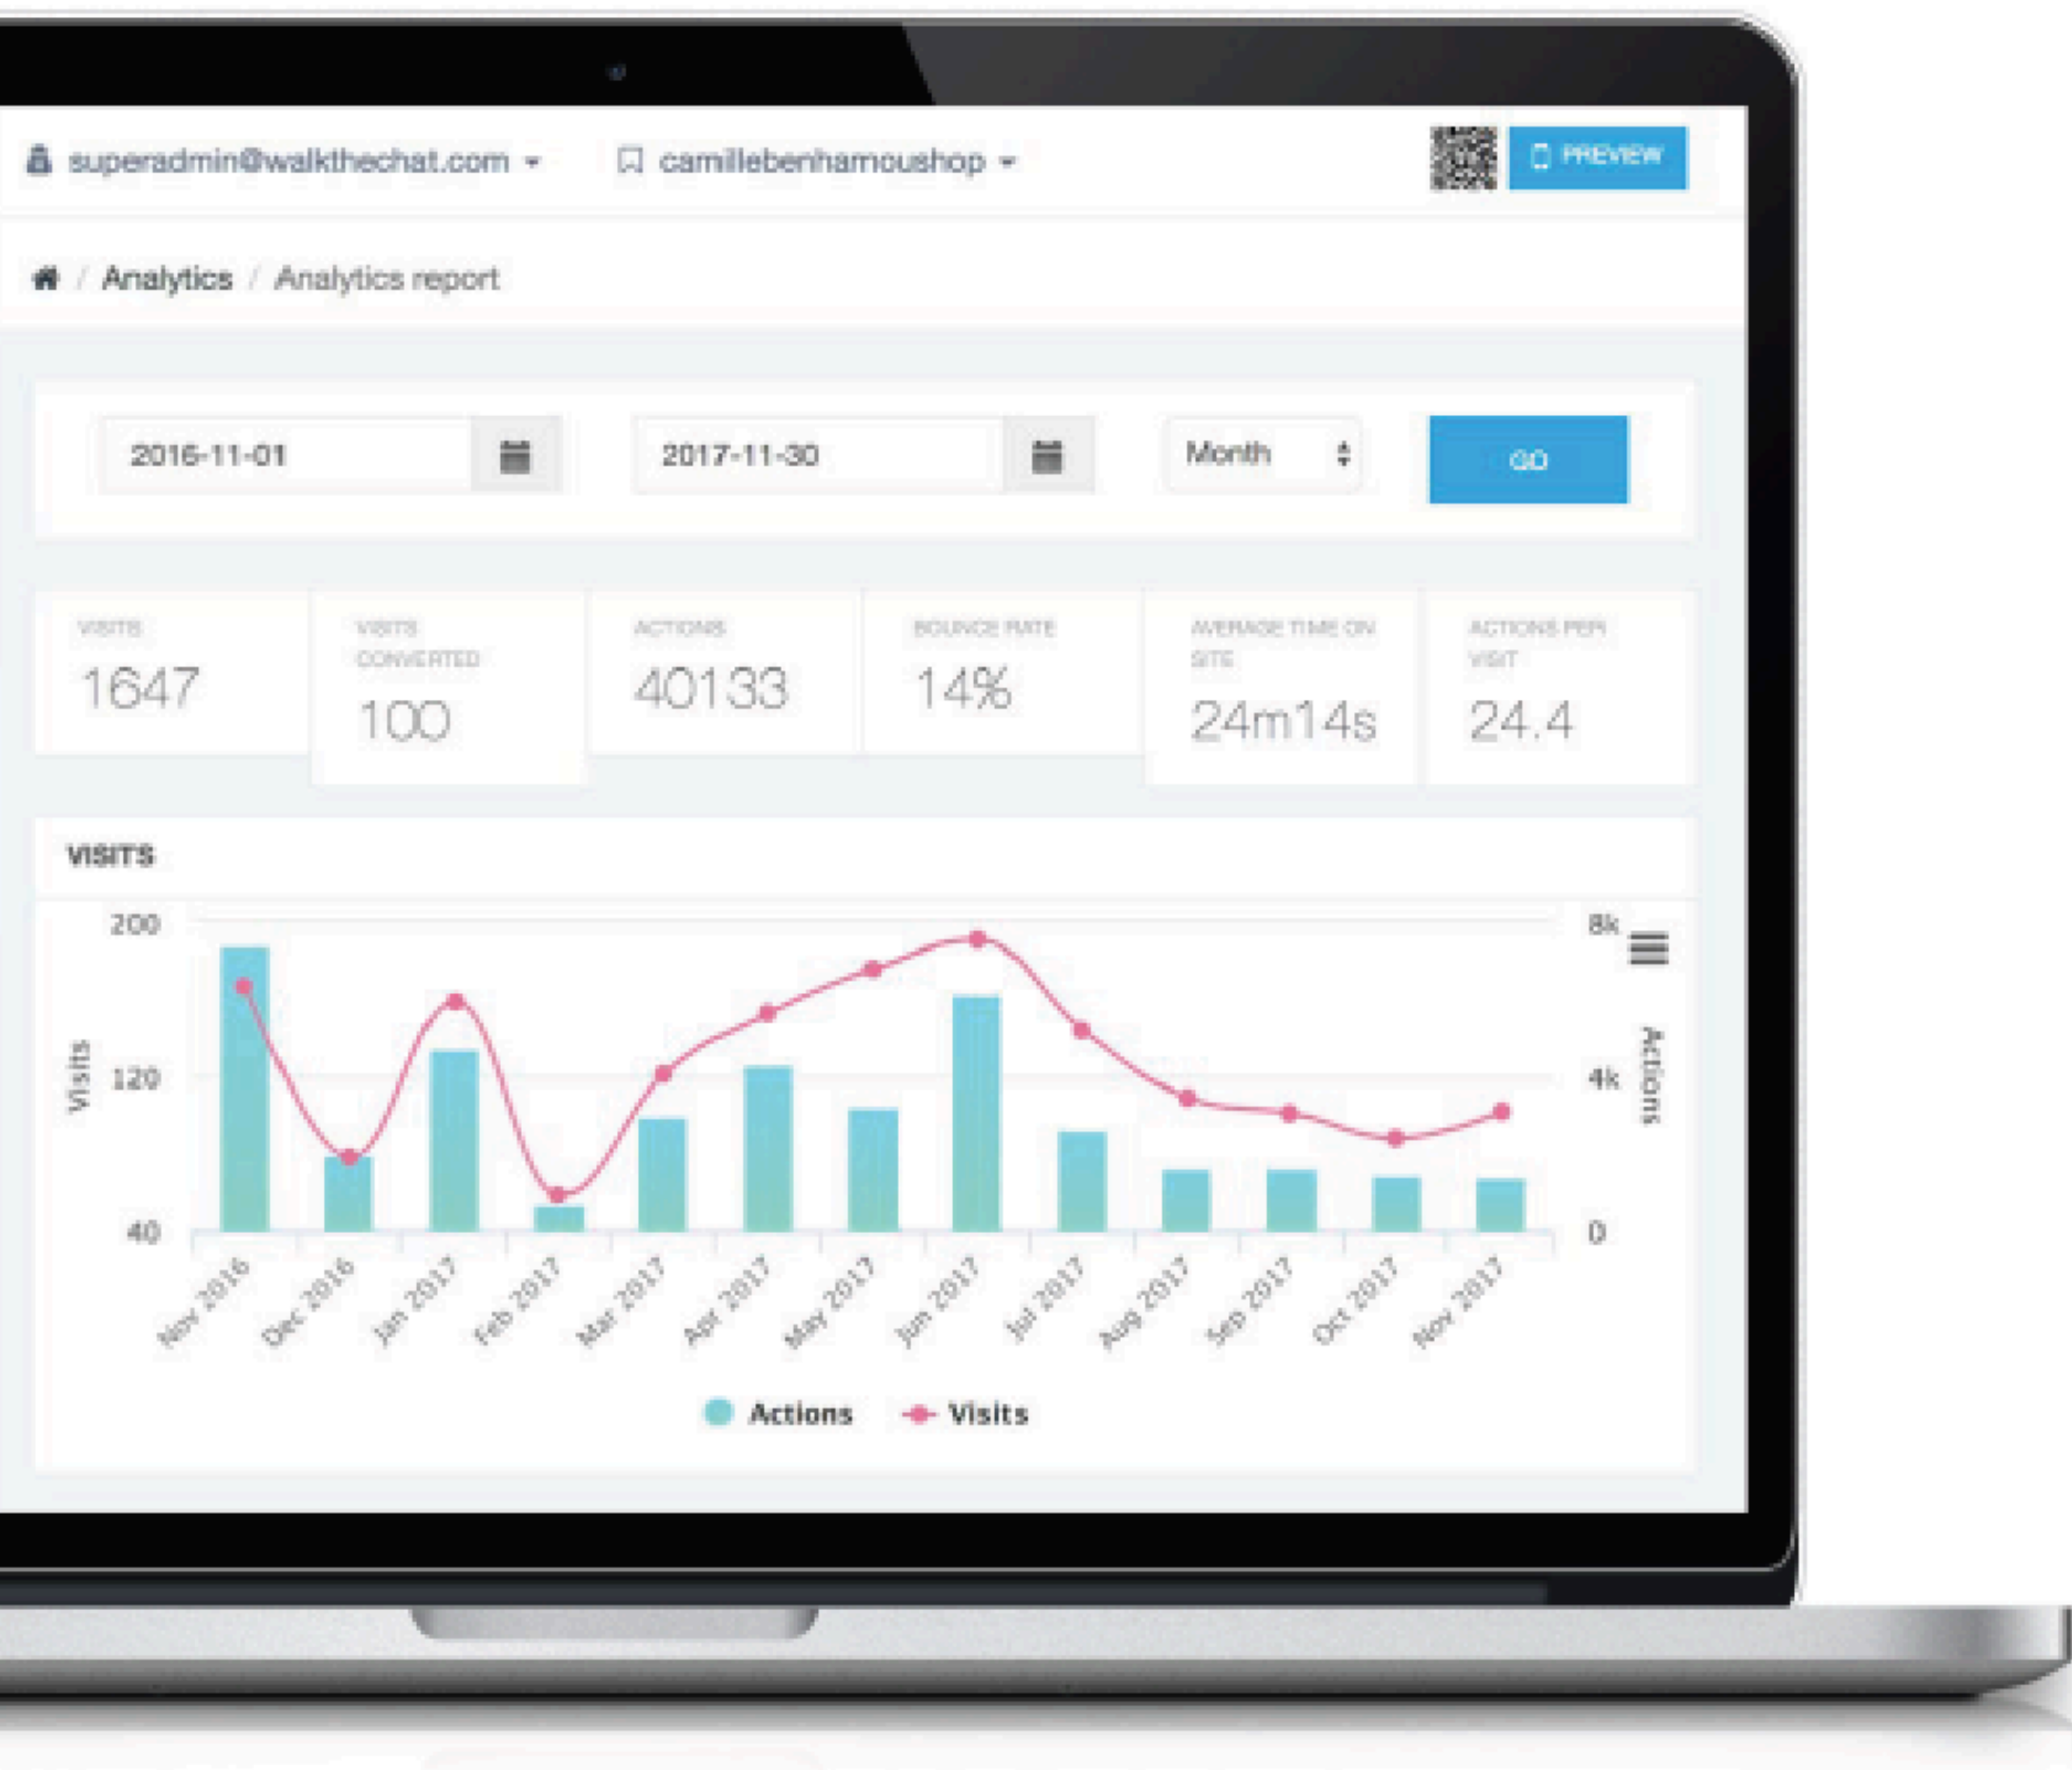 superadmin@walkthechat.com camillebenhamoushop PREVIEW
/ Analytics / Analytics report
2016-11-01 2017-11-30 Month GO
VISITS VISITS CONVERTED ACTIONS BOUNCE RATE AVERAGE TIME ON SITE ACTIONS PER VISIT
1647 100 40133 14% 24m14s 24.4
VISITS
200 8k
Visits 120 4k Actions
40 0
Nov 2016 Dec 2016 Jan 2017 Feb 2017 Mar 2017 Apr 2017 May 2017 Jun 2017 Jul 2017 Aug 2017 Sep 2017 Oct 2017 Nov 2017
Actions Visits